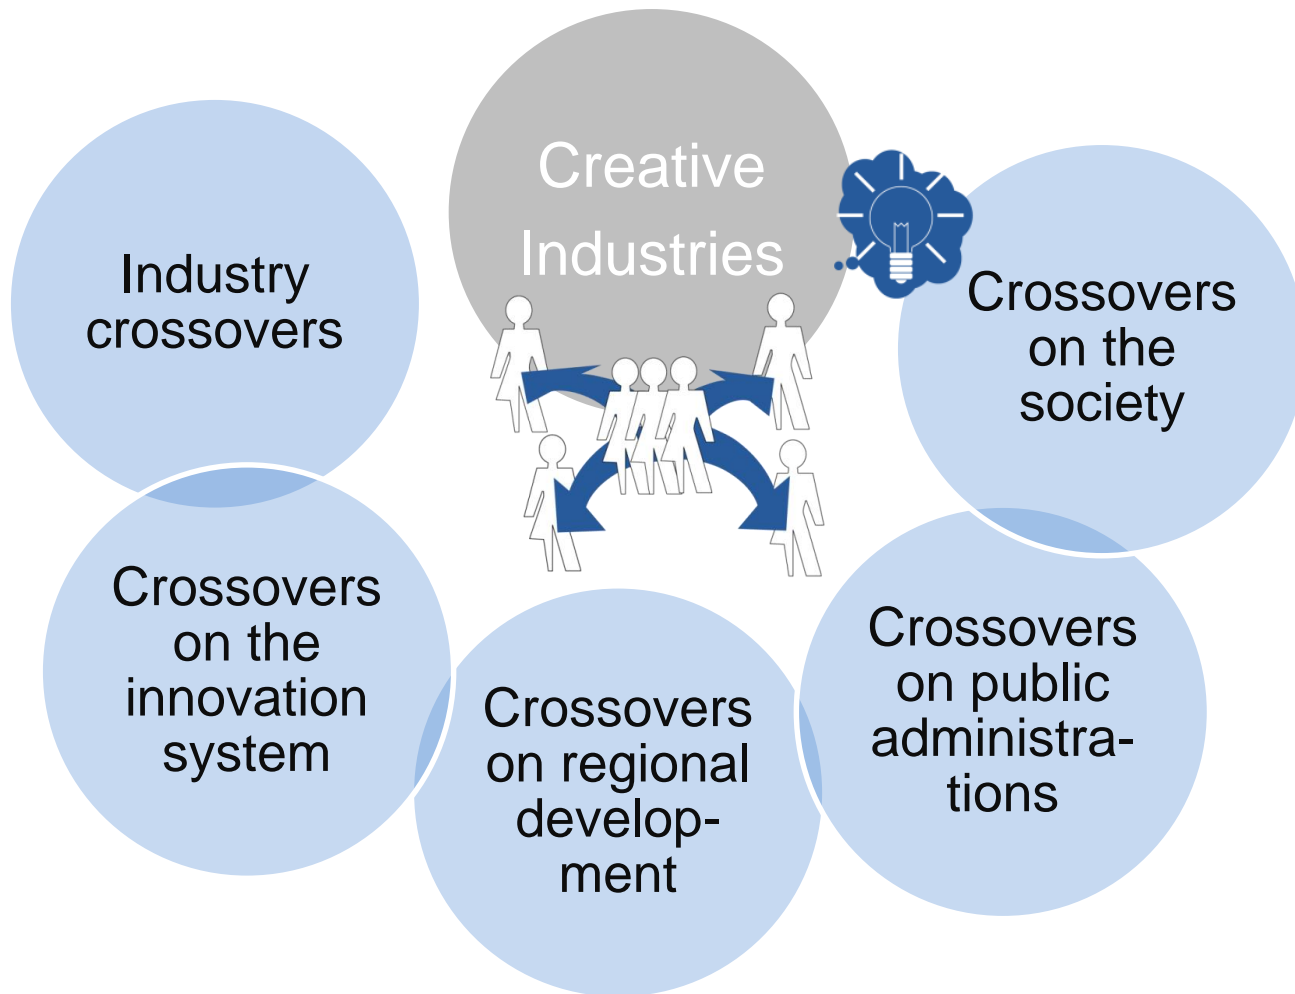 Creative
Industries
Industry
crossovers
Crossovers
on the
innovation
system
Crossovers
on regional
develop-
ment
Crossovers
on public
administra-
tions
Crossovers
on the
society